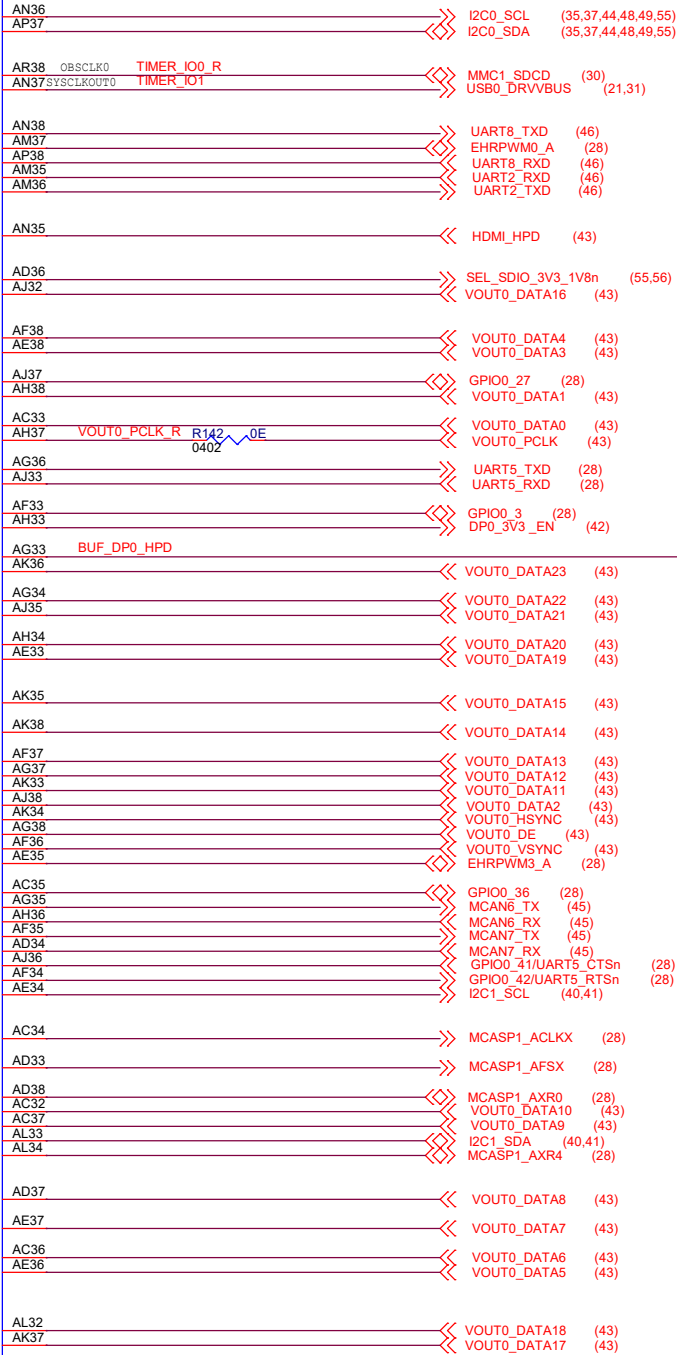 AN36 I2C0_SCL (35,37,44,48,49,55)
AP37 I2C0_SDA (35,37,44,48,49,55)
AR38 OBSCLK0 TIMER_IO0_R MMC1_SDCD (30)
AN37 SYSCLKOUT0 TIMER_IO1 USB0_DRVVBUS (21,31)
AN38 UART8_TXD (46)
AM37 EHRPWM0_A (28)
AP38 UART8_RXD (46)
AM35 UART2_RXD (46)
AM36 UART2_TXD (46)
AN35 HDMI_HPD (43)
AD36 SEL_SDIO_3V3_1V8n (55,56)
AJ32 VOUT0_DATA16 (43)
AF38 VOUT0_DATA4 (43)
AE38 VOUT0_DATA3 (43)
AJ37 GPIO0_27 (28)
AH38 VOUT0_DATA1 (43)
AC33 VOUT0_DATA0 (43)
AH37 VOUT0_PCLK_R R142 0E VOUT0_PCLK (43)
0402
AG36 UART5_TXD (28)
AJ33 UART5_RXD (28)
AF33 GPIO0_3 (28)
AH33 DP0_3V3 _EN (42)
AG33 BUF_DP0_HPD
AK36 VOUT0_DATA23 (43)
AG34 VOUT0_DATA22 (43)
AJ35 VOUT0_DATA21 (43)
AH34 VOUT0_DATA20 (43)
AE33 VOUT0_DATA19 (43)
AK35 VOUT0_DATA15 (43)
AK38 VOUT0_DATA14 (43)
AF37 VOUT0_DATA13 (43)
AG37 VOUT0_DATA12 (43)
AK33 VOUT0_DATA11 (43)
AJ38 VOUT0_DATA2 (43)
AK34 VOUT0_HSYNC (43)
AG38 VOUT0_DE (43)
AF36 VOUT0_VSYNC (43)
AE35 EHRPWM3_A (28)
AC35 GPIO0_36 (28)
AG35 MCAN6_TX (45)
AH36 MCAN6_RX (45)
AF35 MCAN7_TX (45)
AD34 MCAN7_RX (45)
AJ36 GPIO0_41/UART5_CTSn (28)
AF34 GPIO0_42/UART5_RTSn (28)
AE34 I2C1_SCL (40,41)
AC34 MCASP1_ACLKX (28)
AD33 MCASP1_AFSX (28)
AD38 MCASP1_AXR0 (28)
AC32 VOUT0_DATA10 (43)
AC37 VOUT0_DATA9 (43)
AL33 I2C1_SDA (40,41)
AL34 MCASP1_AXR4 (28)
AD37 VOUT0_DATA8 (43)
AE37 VOUT0_DATA7 (43)
AC36 VOUT0_DATA6 (43)
AE36 VOUT0_DATA5 (43)
AL32 VOUT0_DATA18 (43)
AK37 VOUT0_DATA17 (43)